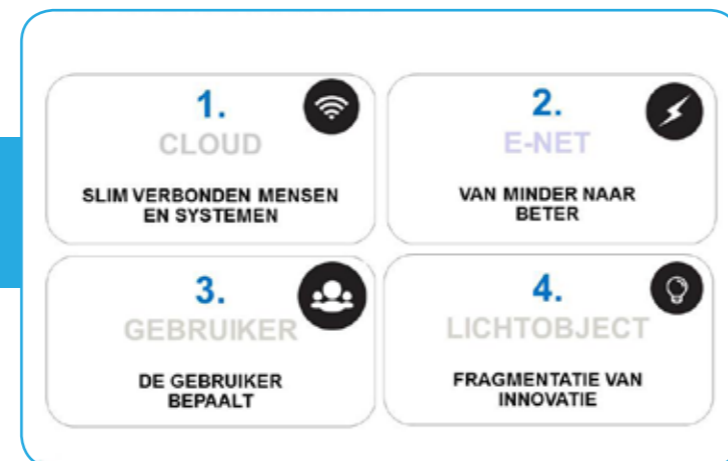 1.
CLOUD
SLIM VERBONDEN MENSEN
EN SYSTEMEN
2.
E-NET
VAN MINDER NAAR
BETER
3.
GEBRUIKER
DE GEBRUIKER
BEPAALT
4.
LICHTOBJECT
FRAGMENTATIE VAN
INNOVATIE